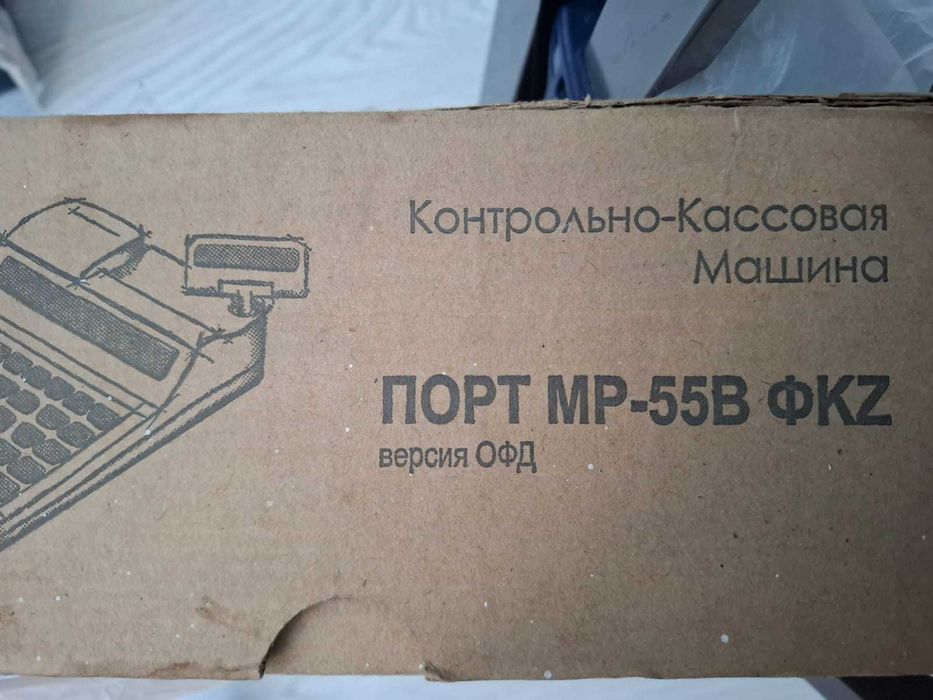 Контрольно-Кассовая
Машина
ПОРТ МР-55В ФKZ
версия ОФД